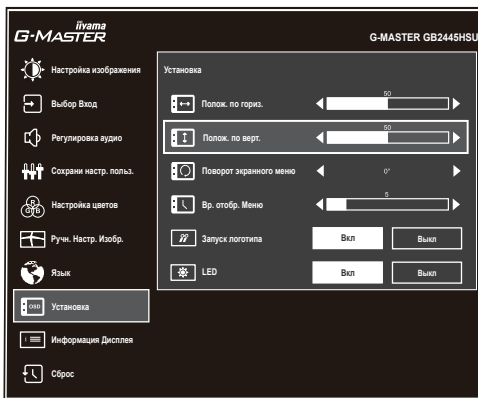 iiyama
G-MASTER
G-MASTER GB2445HSU
Настройка изображения
Выбор Вход
Регулировка аудио
Сохрани настр. польз.
R
G B
Настройка цветов
Ручн. Настр. Изобр.
Язык
OSD
Установка
Информация Дисплея
Сброс
Установка
Полож. по гориз.
50
Полож. по верт.
50
Поворот экранного меню
0°
Вр. отобр. Меню
5
Запуск логотипа
Вкл
Выкл
LED
Вкл
Выкл